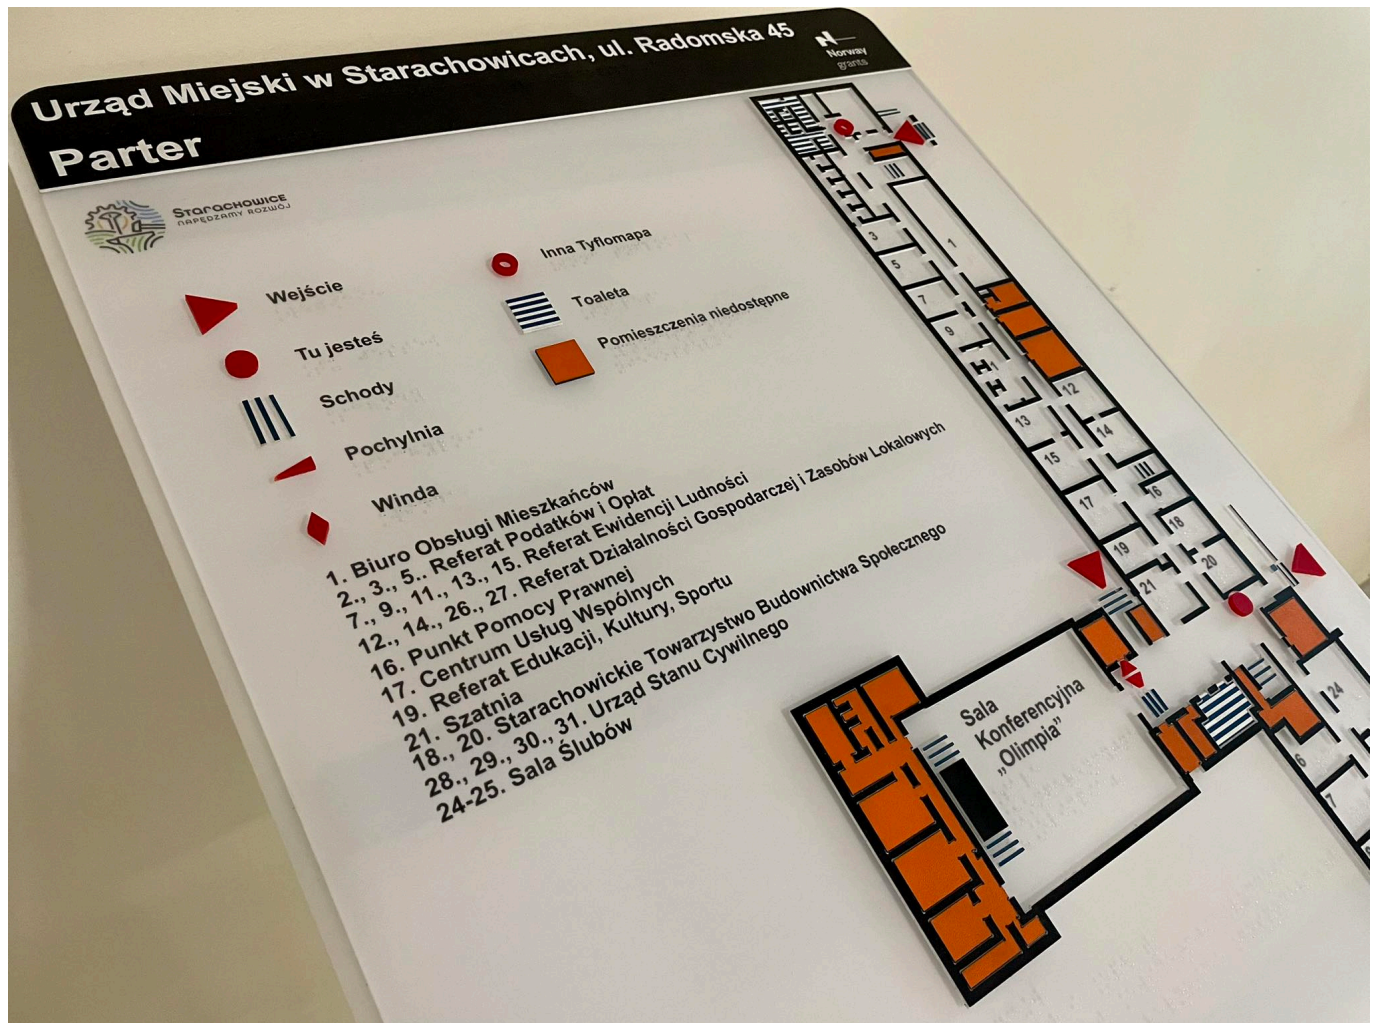 Urząd Miejski w Starachowicach, ul. Radomska 45
Norway
grants
Parter
Starachowice
NAPĘDZAMY ROZWÓJ
Wejście
Tu jesteś
Schody
Pochylnia
Winda
Inna Tyflomapa
Toaleta
Pomieszczenia niedostępne
1. Biuro Obsługi Mieszkańców
2., 3., 5.. Referat Podatków i Opłat
7., 9., 11., 13., 15. Referat Ewidencji Ludności
12., 14., 26., 27. Referat Działalności Gospodarczej i Zasobów Lokalowych
16. Punkt Pomocy Prawnej
17. Centrum Usług Wspólnych
19. Referat Edukacji, Kultury, Sportu
21. Szatnia
18., 20. Starachowickie Towarzystwo Budownictwa Społecznego
28., 29., 30., 31. Urząd Stanu Cywilnego
24-25. Sala Ślubów
1
3
5
7
9
12
13
14
15
16
17
18
19
20
21
24
6
7
Sala
Konferencyjna
„Olimpia”